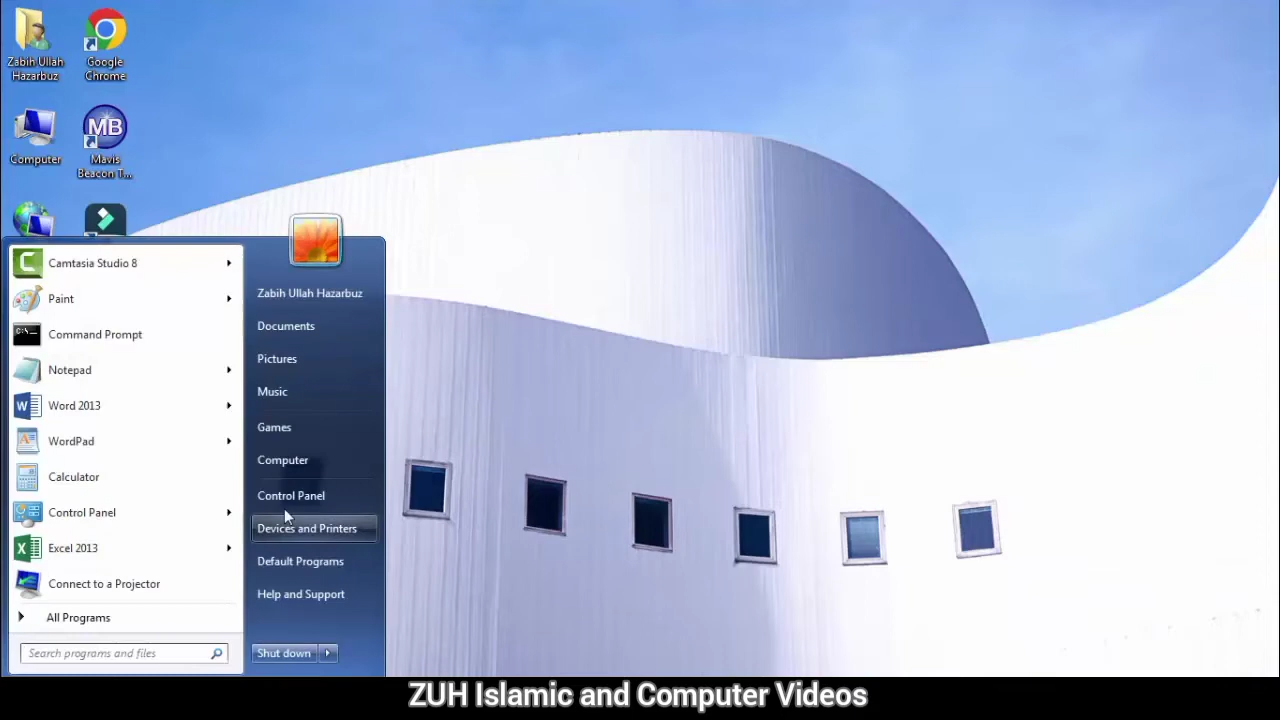 Zabih Ullah
Hazarbuz
Google
Chrome
Computer
MB
Mavis
Beacon T...
Camtasia Studio 8
Paint
Command Prompt
Notepad
Word 2013
WordPad
Calculator
Control Panel
Excel 2013
Connect to a Projector
All Programs
Search programs and files
Zabih Ullah Hazarbuz
Documents
Pictures
Music
Games
Computer
Control Panel
Devices and Printers
Default Programs
Help and Support
Shut down
ZUH Islamic and Computer Videos